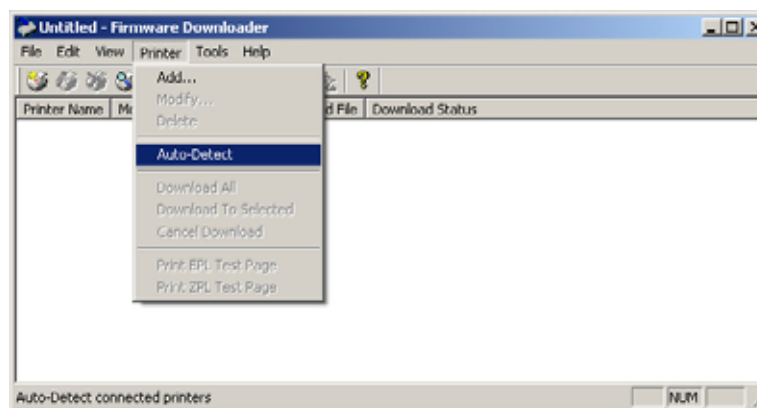 Untitled - Firmware Downloader
File Edit View Printer Tools Help
Printer Name
d File Download Status
Add...
Modify...
Delete
Auto-Detect
Download All
Download To Selected
Cancel Download
Print EPL Test Page
Print ZPL Test Page
Auto-Detect connected printers NUM